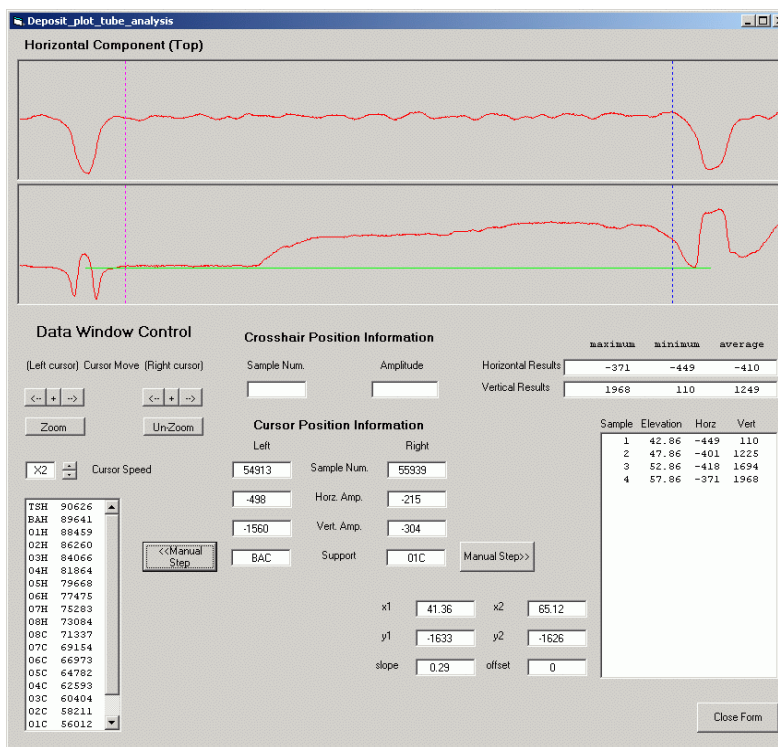 Deposit_plot_tube_analysis
Horizontal Component (Top)
Data Window Control
(Left cursor) Cursor Move (Right cursor)
<-- + --> <-- + -->
Zoom Un-Zoom
X2 Cursor Speed
TSH 90626
BAH 89641
01H 88459
02H 86260
03H 84066
04H 81864
05H 79668
06H 77475
07H 75283
08H 73084
08C 71337
07C 69154
06C 66973
05C 64782
04C 62593
03C 60404
02C 58211
01C 56012
Crosshair Position Information
Sample Num. Amplitude
Cursor Position Information
Left Right
54913 Sample Num. 55939
-498 Horz. Amp. -215
-1560 Vert. Amp. -304
<<Manual Step BAC Support 01C Manual Step>>
x1 41.36 x2 65.12
y1 -1633 y2 -1626
slope 0.29 offset 0
maximum minimum average
Horizontal Results -371 -449 -410
Vertical Results 1968 110 1249
Sample Elevation Horz Vert
1 42.86 -449 110
2 47.86 -401 1225
3 52.86 -418 1694
4 57.86 -371 1968
Close Form